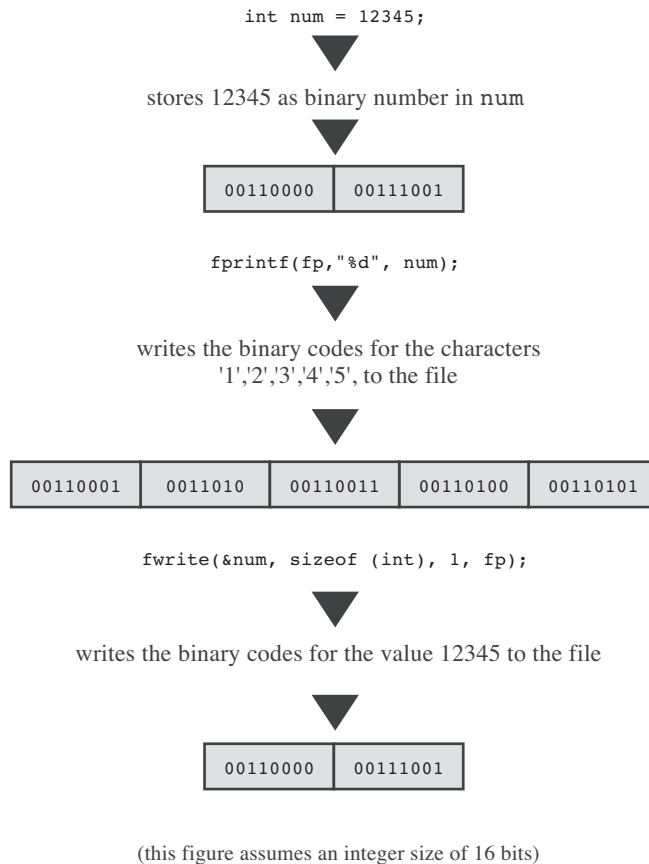 int num = 12345;
stores 12345 as binary number in num
00110000 00111001
fprintf(fp,"%d", num);
writes the binary codes for the characters
'1','2','3','4','5', to the file
00110001 0011010 00110011 00110100 00110101
fwrite(&num, sizeof (int), 1, fp);
writes the binary codes for the value 12345 to the file
00110000 00111001
(this figure assumes an integer size of 16 bits)